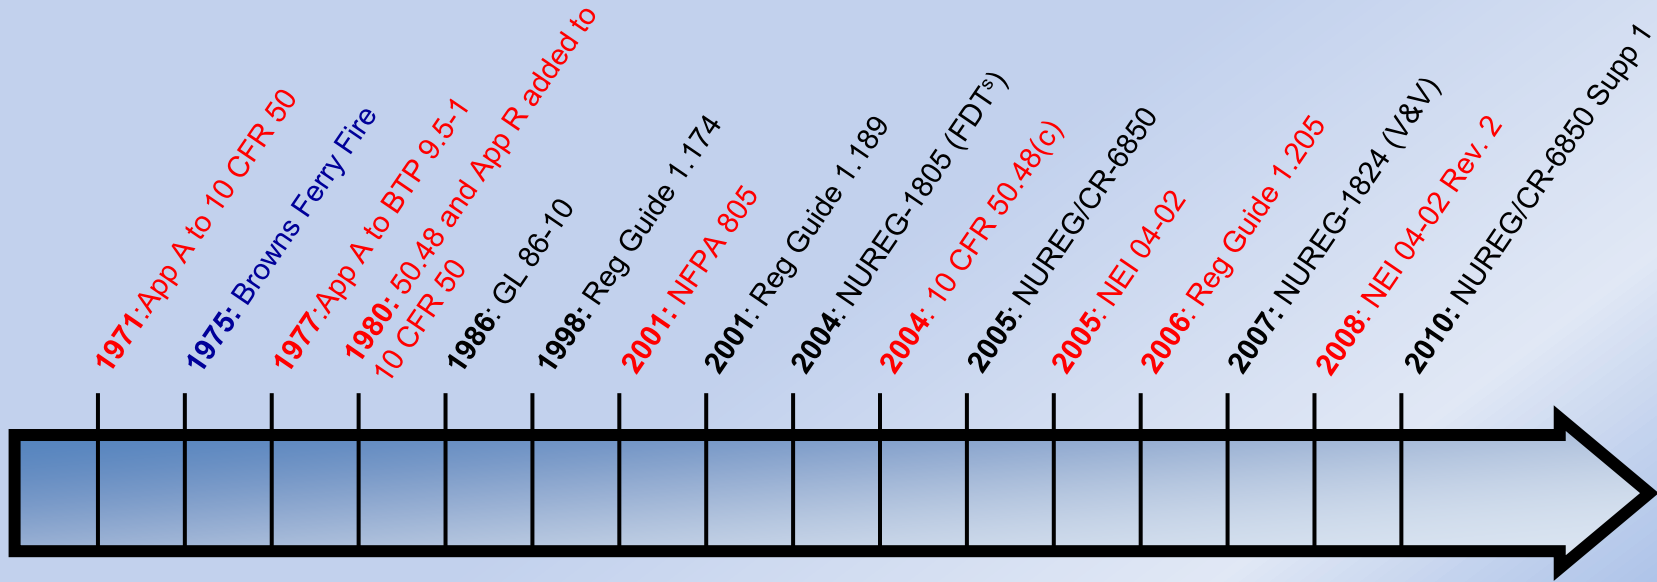 1971:App A to 10 CFR 50
1975: Browns Ferry Fire
1977:App A to BTP 9.5-1
1980: 50.48 and App R added to
10 CFR 50
1986: GL 86-10
1998: Reg Guide 1.174
2001: NFPA 805
2001: Reg Guide 1.189
2004: NUREG-1805 (FDTˢ)
2004: 10 CFR 50.48(c)
2005: NUREG/CR-6850
2005: NEI 04-02
2006: Reg Guide 1.205
2007: NUREG-1824 (V&V)
2008: NEI 04-02 Rev. 2
2010: NUREG/CR-6850 Supp 1